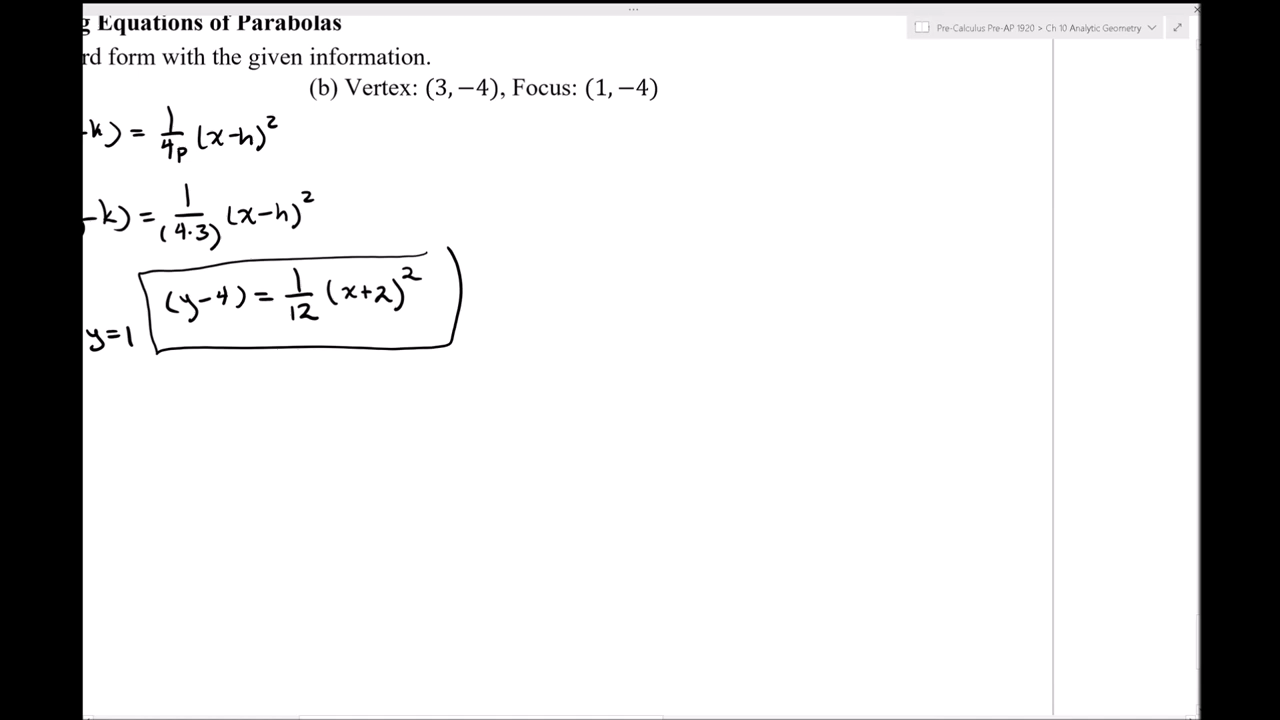 Pre-Calculus Pre-AP 1920 > Ch 10 Analytic Geometry
g Equations of Parabolas
rd form with the given information.
(b) Vertex: (3, −4), Focus: (1, −4)
-k) = 1/4p (x-h)²
-k) = 1/(4·3) (x-h)²
(y-4) = 1/12 (x+2)²
y=1